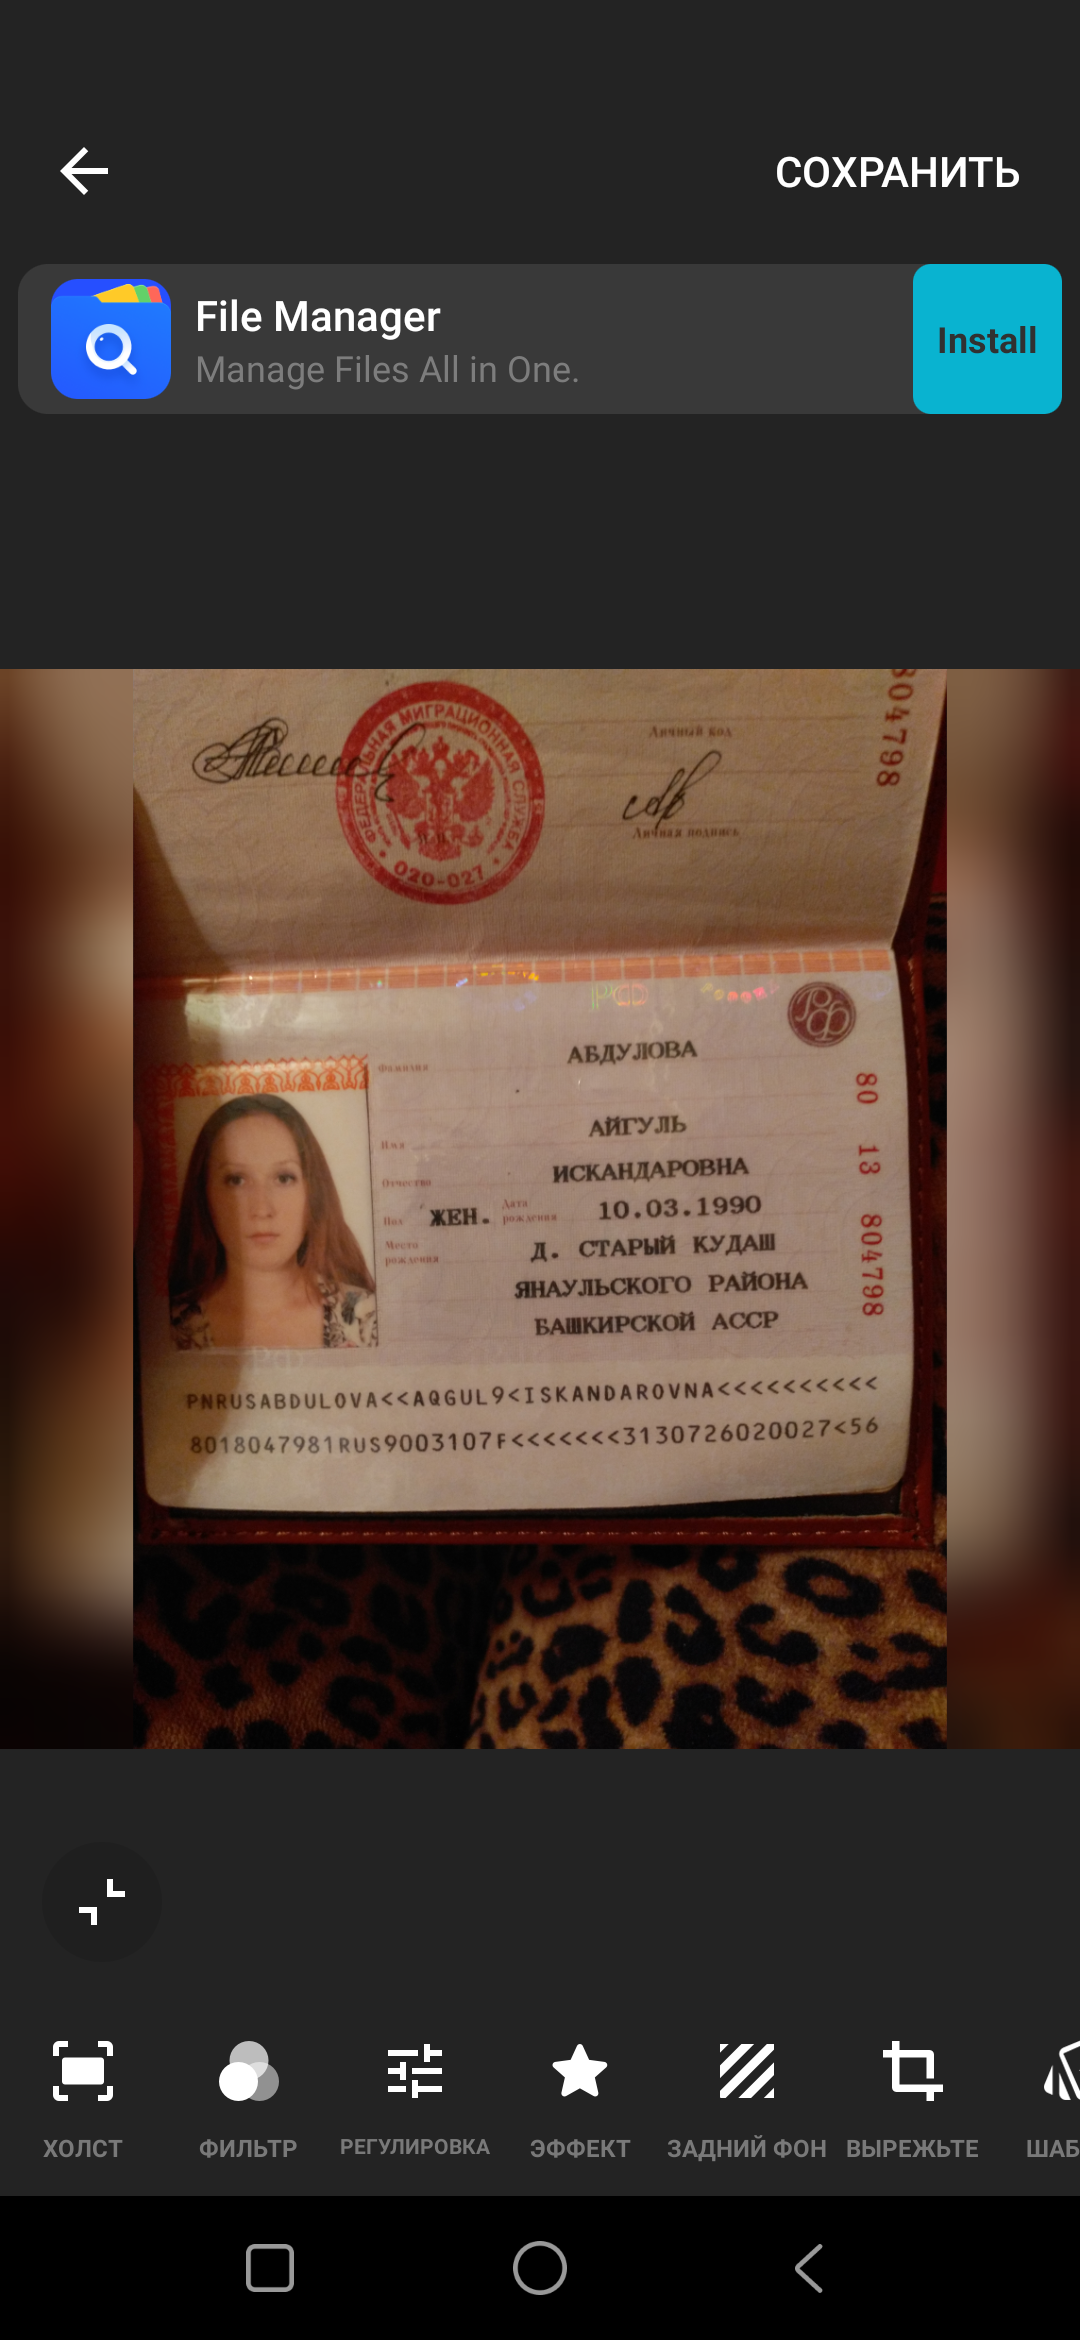 СОХРАНИТЬ
File Manager
Manage Files All in One.
Install
804798
ФЕДЕРАЛЬНАЯ МИГРАЦИОННАЯ СЛУЖБА
020-027
Личный код
Личная подпись
РФ
Фамилия АБДУЛОВА
Имя АЙГУЛЬ
Отчество ИСКАНДАРОВНА
Пол ЖЕН. Дата рождения 10.03.1990
Место рождения Д. СТАРЫЙ КУДАШ
ЯНАУЛЬСКОГО РАЙОНА
БАШКИРСКОЙ АССР
80 13 804798
PNRUSABDULOVA<<AQGUL9<ISKANDAROVNA<<<<<<<<<<
8018047981RUS9003107F<<<<<<<3130726020027<56
ХОЛСТ
ФИЛЬТР
РЕГУЛИРОВКА
ЭФФЕКТ
ЗАДНИЙ ФОН
ВЫРЕЖЬТЕ
ШАБ